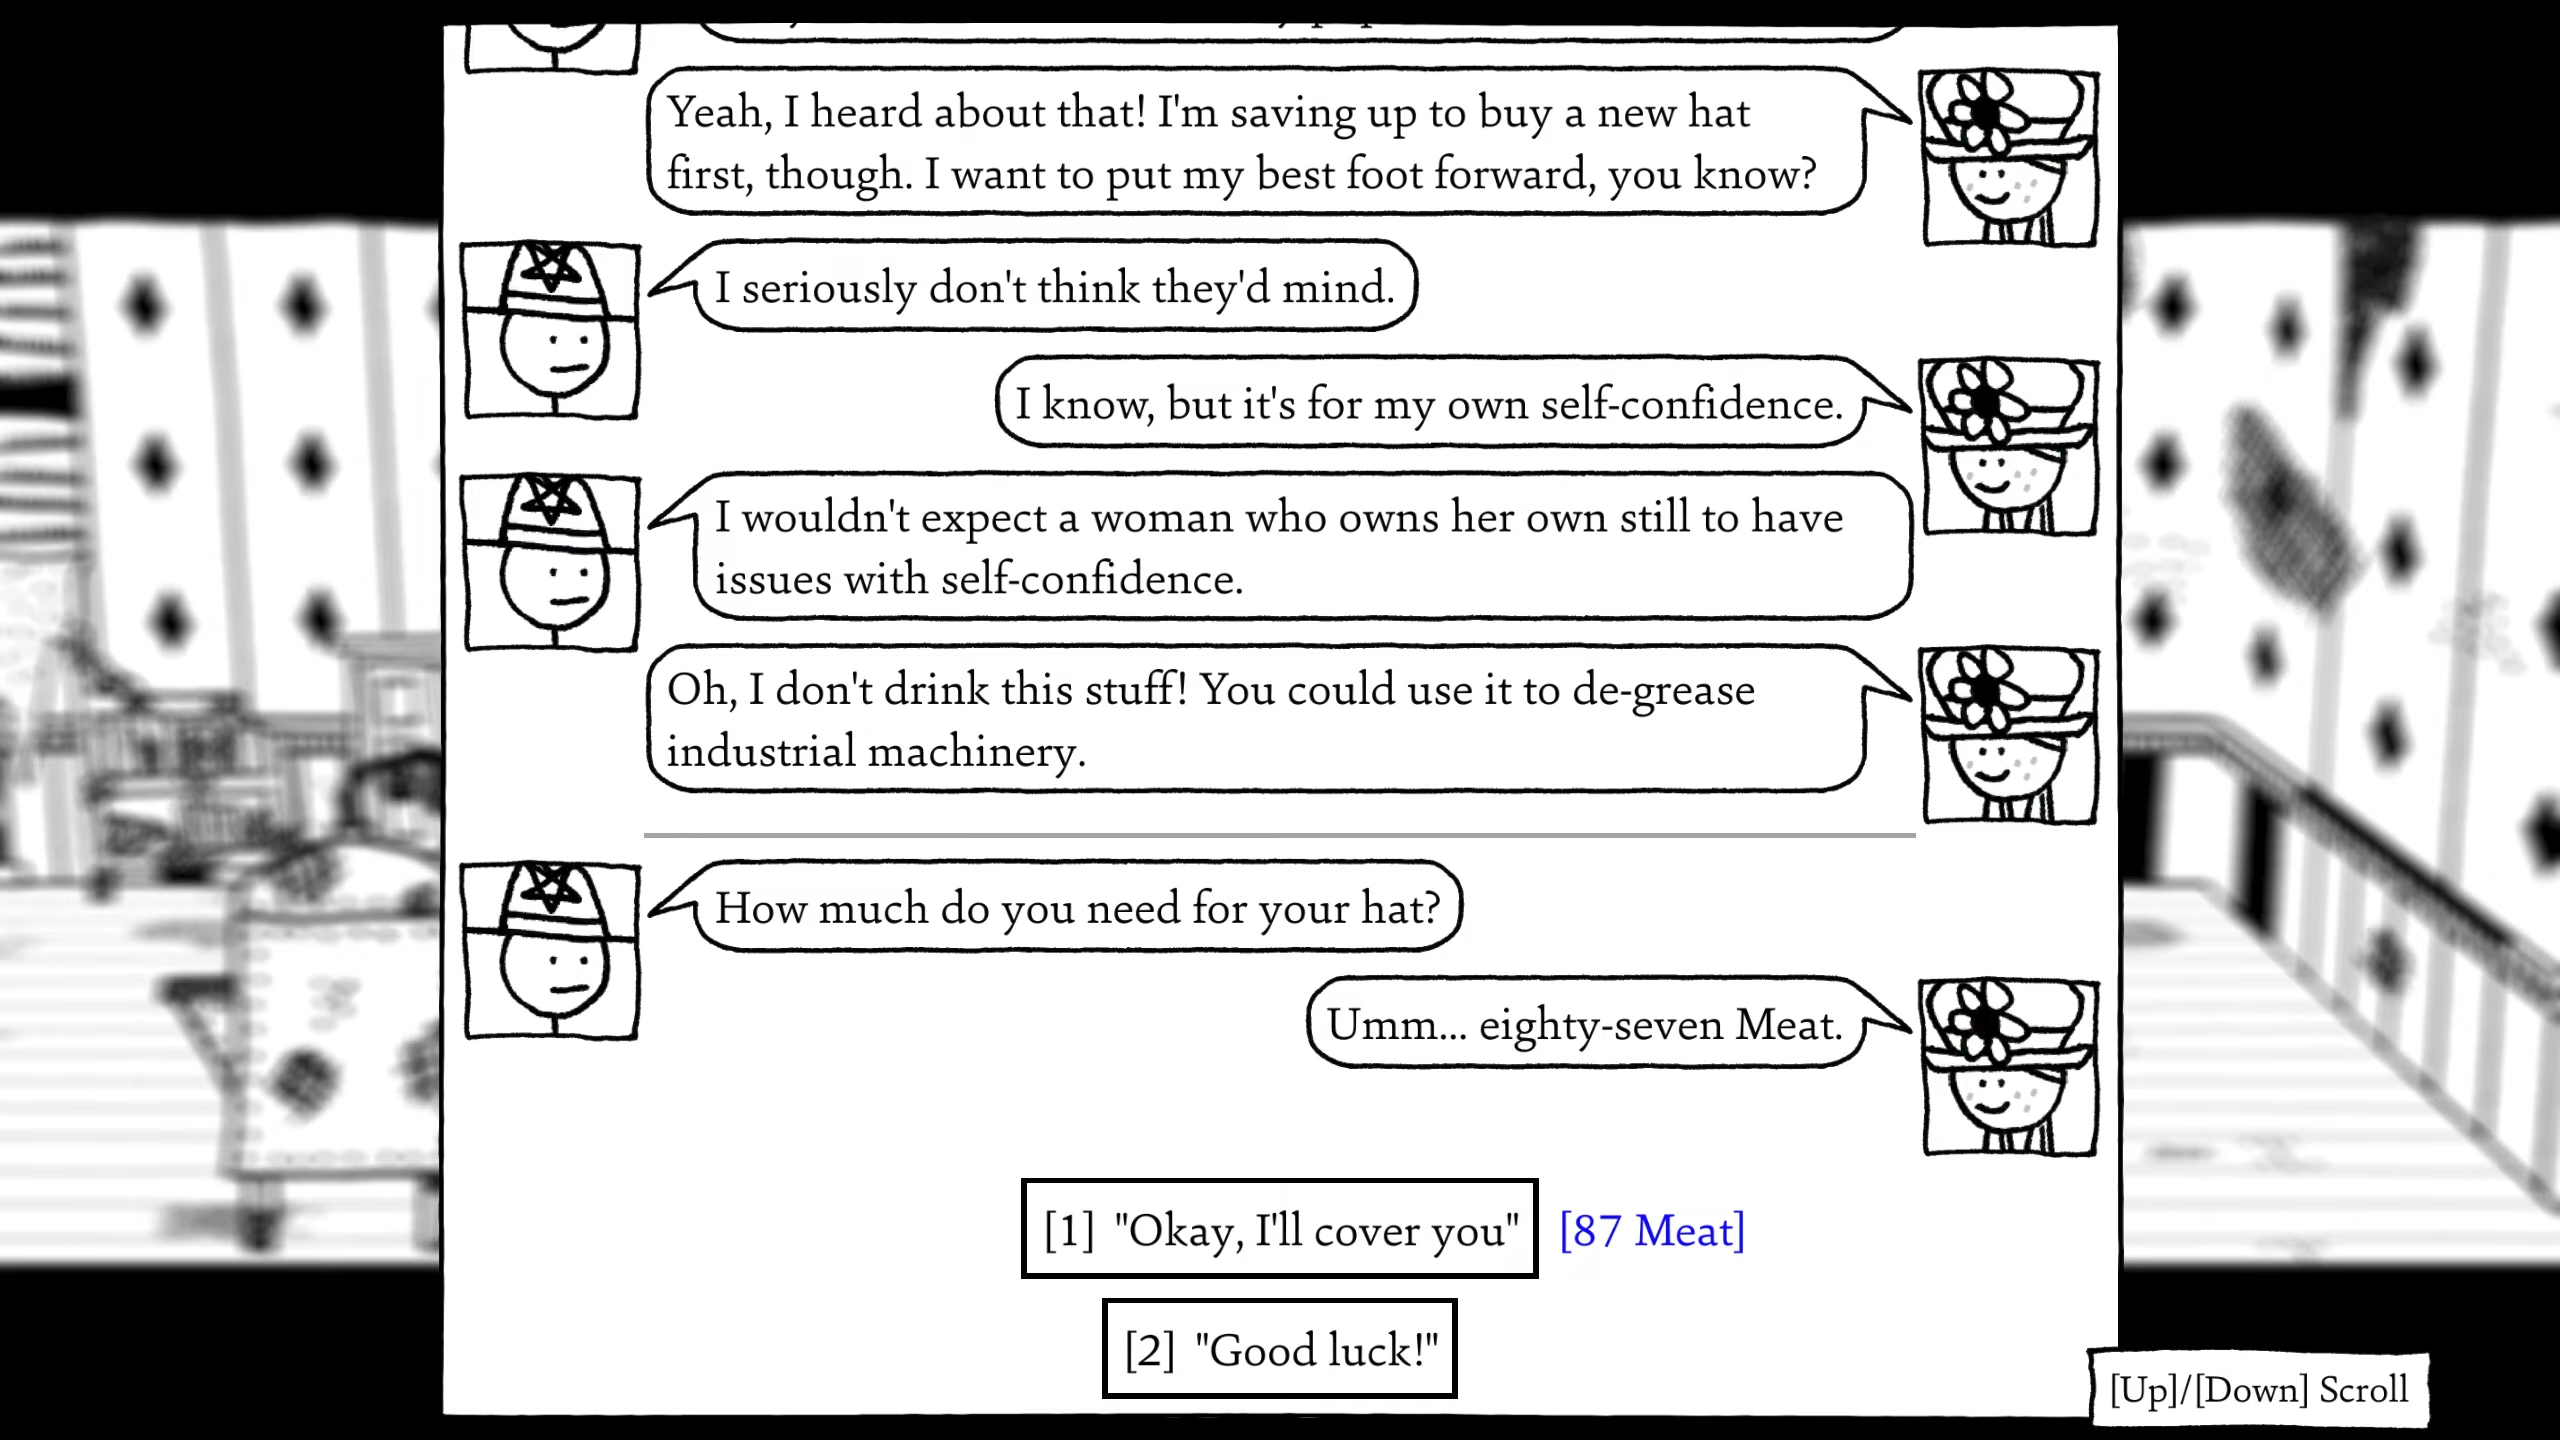 Yeah, I heard about that! I'm saving up to buy a new hat
first, though. I want to put my best foot forward, you know?
I seriously don't think they'd mind.
I know, but it's for my own self-confidence.
I wouldn't expect a woman who owns her own still to have
issues with self-confidence.
Oh, I don't drink this stuff! You could use it to de-grease
industrial machinery.
How much do you need for your hat?
Umm... eighty-seven Meat.
[1] "Okay, I'll cover you" [87 Meat]
[2] "Good luck!"
[Up]/[Down] Scroll